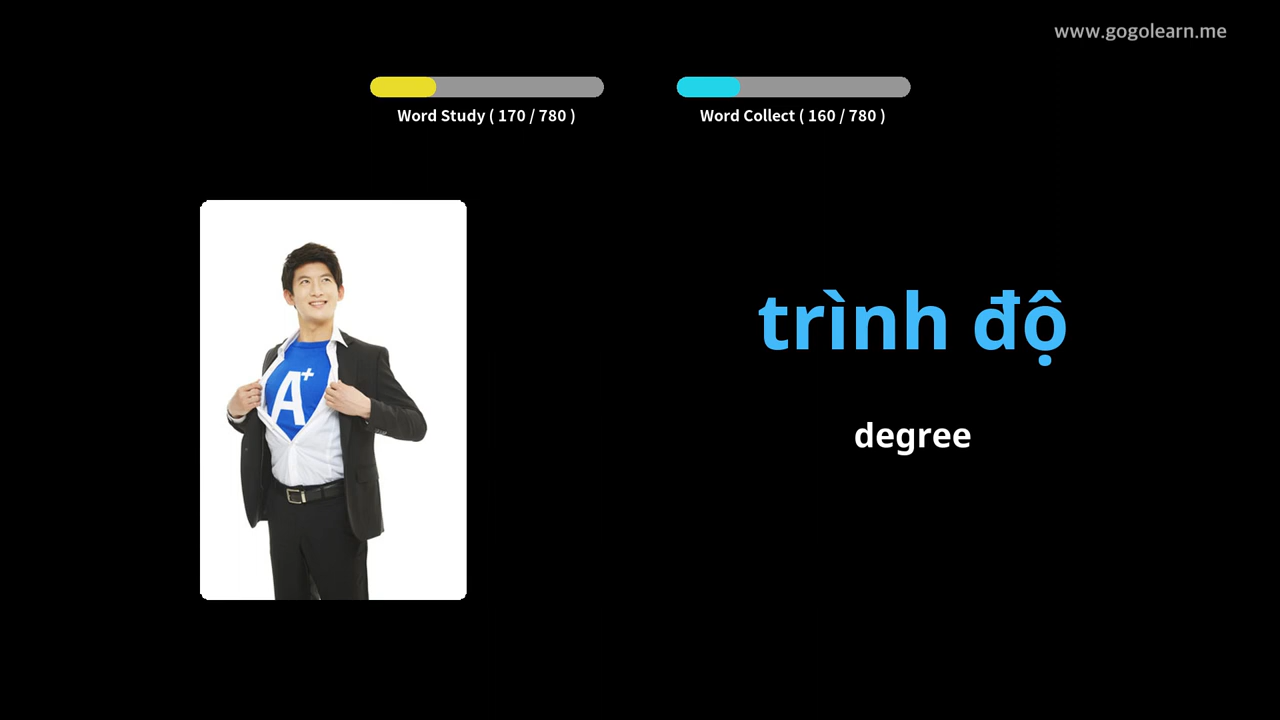 www.gogolearn.me
Word Study ( 170 / 780 )
Word Collect ( 160 / 780 )
A+
trình độ
degree